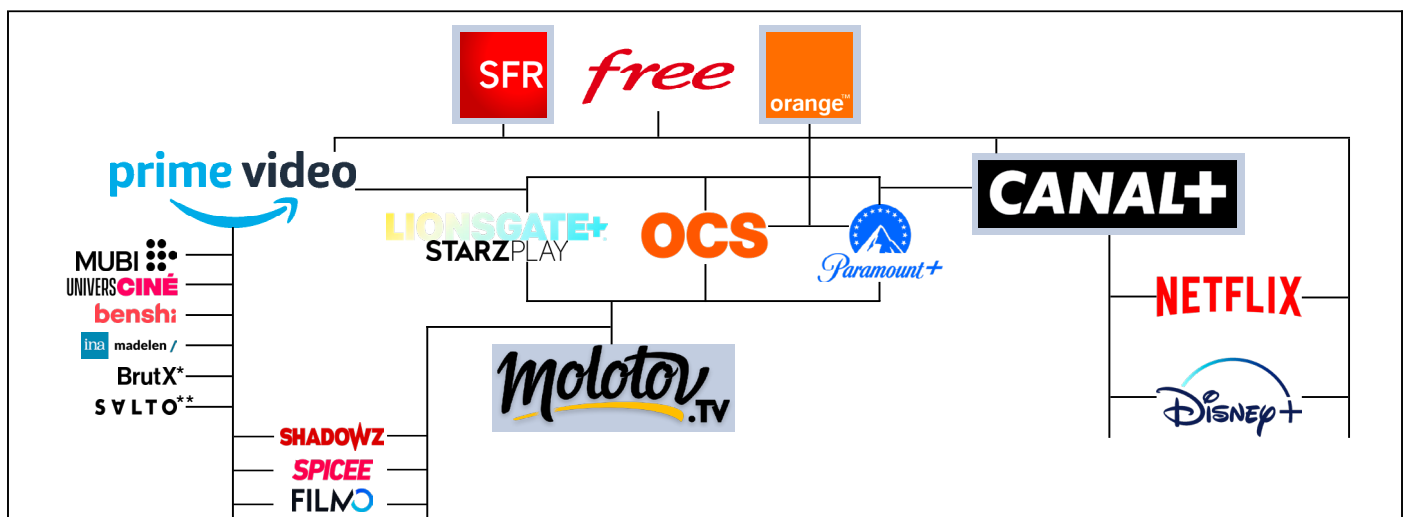 SFR
free
orange™
prime video
CANAL+
LIONSGATE+
STARZPLAY
OCS
Paramount+
MUBI
UNIVERSCINÉ
benshi
ina madelen /
BrutX*
SALTO**
NETFLIX
molotov.TV
Disney+
SHADOWZ
SPICEE
FILMO